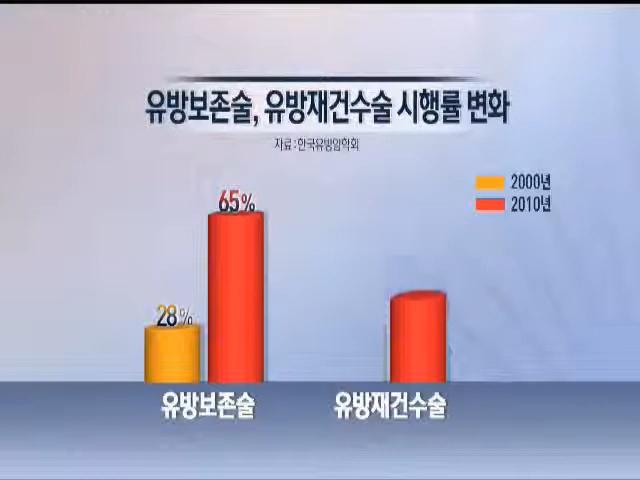 유방보존술, 유방재건수술 시행률 변화
자료:한국유방암학회
2000년
2010년
65%
28%
유방보존술
유방재건수술